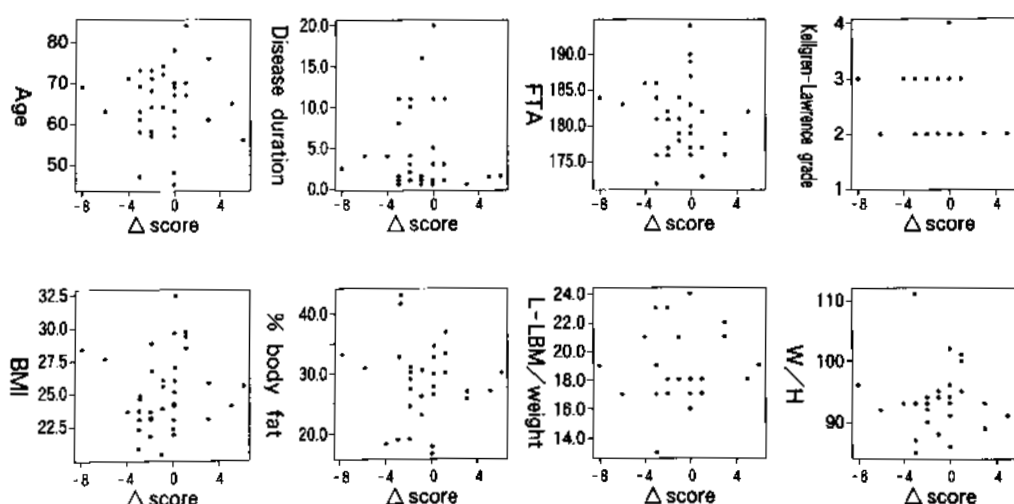 Age
80
70
60
50
-8 -4 0 4
△ score
Disease duration
20.0
15.0
10.0
5.0
0.0
-8 -4 0 4
△ score
FTA
190.0
185.0
180.0
175.0
-8 -4 0 4
△ score
Kellgren-Lawrence grade
4
3
2
1
-8 -4 0 4
△ score
BMI
32.5
30.0
27.5
25.0
22.5
-8 -4 0 4
△ score
% body fat
40.0
30.0
20.0
-8 -4 0 4
△ score
L-LBM/weight
24.0
22.0
20.0
18.0
16.0
14.0
-8 -4 0 4
△ score
W/H
110
100
90
-8 -4 0 4
△ score